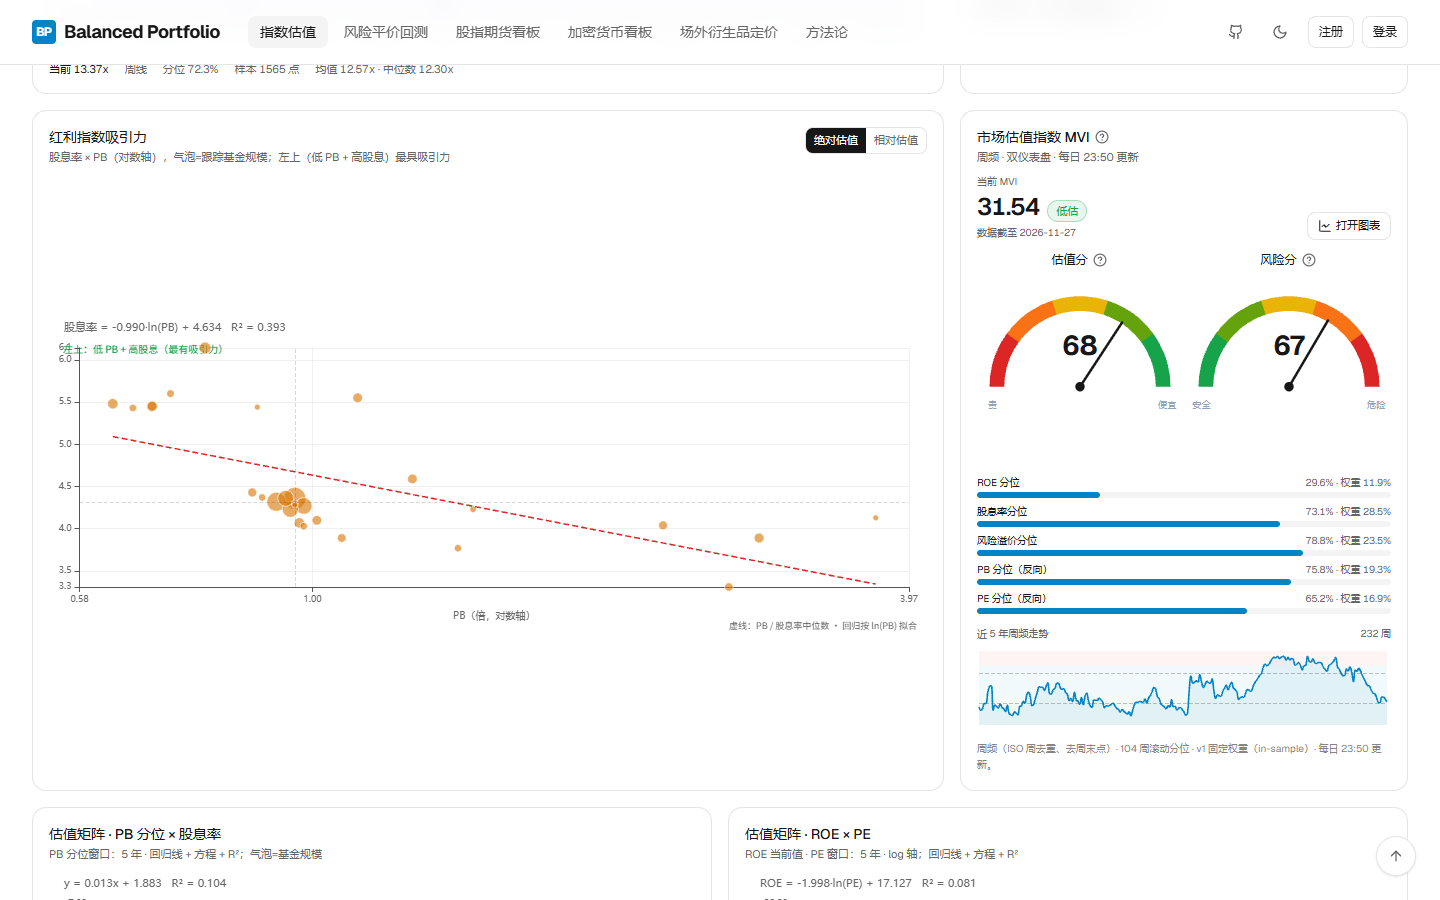 BP Balanced Portfolio 指数估值 风险平价回测 股指期货看板 加密货币看板 场外衍生品定价 方法论 注册 登录
当前 13.37x 周线 分位 72.3% 样本 1565 点 均值 12.57x · 中位数 12.30x
红利指数吸引力
绝对估值 相对估值
股息率 × PB（对数轴），气泡=跟踪基金规模；左上（低 PB + 高股息）最具吸引力
股息率 = -0.990·ln(PB) + 4.634 R² = 0.393
左上：低 PB + 高股息（最有吸引力）
6.0
5.5
5.0
4.5
4.0
3.5
3.3
0.58 1.00 3.97
PB（倍，对数轴）
虚线：PB / 股息率中位数 · 回归按 ln(PB) 拟合
市场估值指数 MVI
周频 · 双仪表盘 · 每日 23:50 更新
当前 MVI
31.54 低估
数据截至 2026-11-27
打开图表
估值分 风险分
68 67
贵 便宜 安全 危险
ROE 分位 29.6% · 权重 11.9%
股息率分位 73.1% · 权重 28.5%
风险溢价分位 78.8% · 权重 23.5%
PB 分位（反向） 75.8% · 权重 19.3%
PE 分位（反向） 65.2% · 权重 16.9%
近 5 年周频走势 232 周
周频（ISO 周去重、去周末点）· 104 周滚动分位 · v1 固定权重（in-sample）· 每日 23:50 更
新。
估值矩阵 · PB 分位 × 股息率
PB 分位窗口：5 年 · 回归线 + 方程 + R²；气泡=基金规模
y = 0.013x + 1.883 R² = 0.104
估值矩阵 · ROE × PE
ROE 当前值 · PE 窗口：5 年 · log 轴；回归线 + 方程 + R²
ROE = -1.998·ln(PE) + 17.127 R² = 0.081